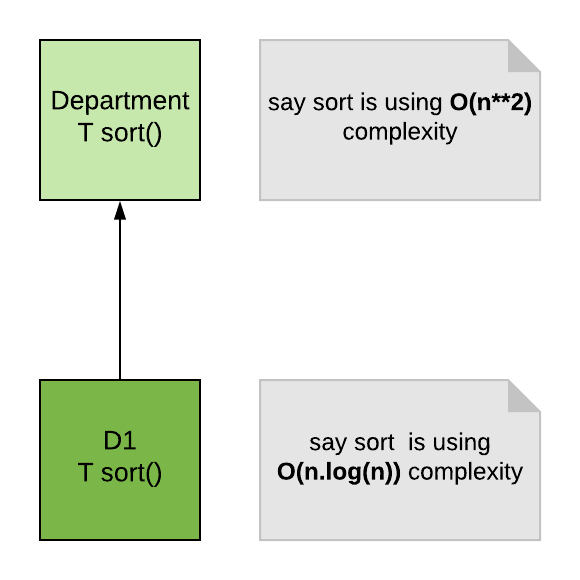 Department
T sort()
say sort is using O(n**2)
complexity
D1
T sort()
say sort  is using
O(n.log(n)) complexity